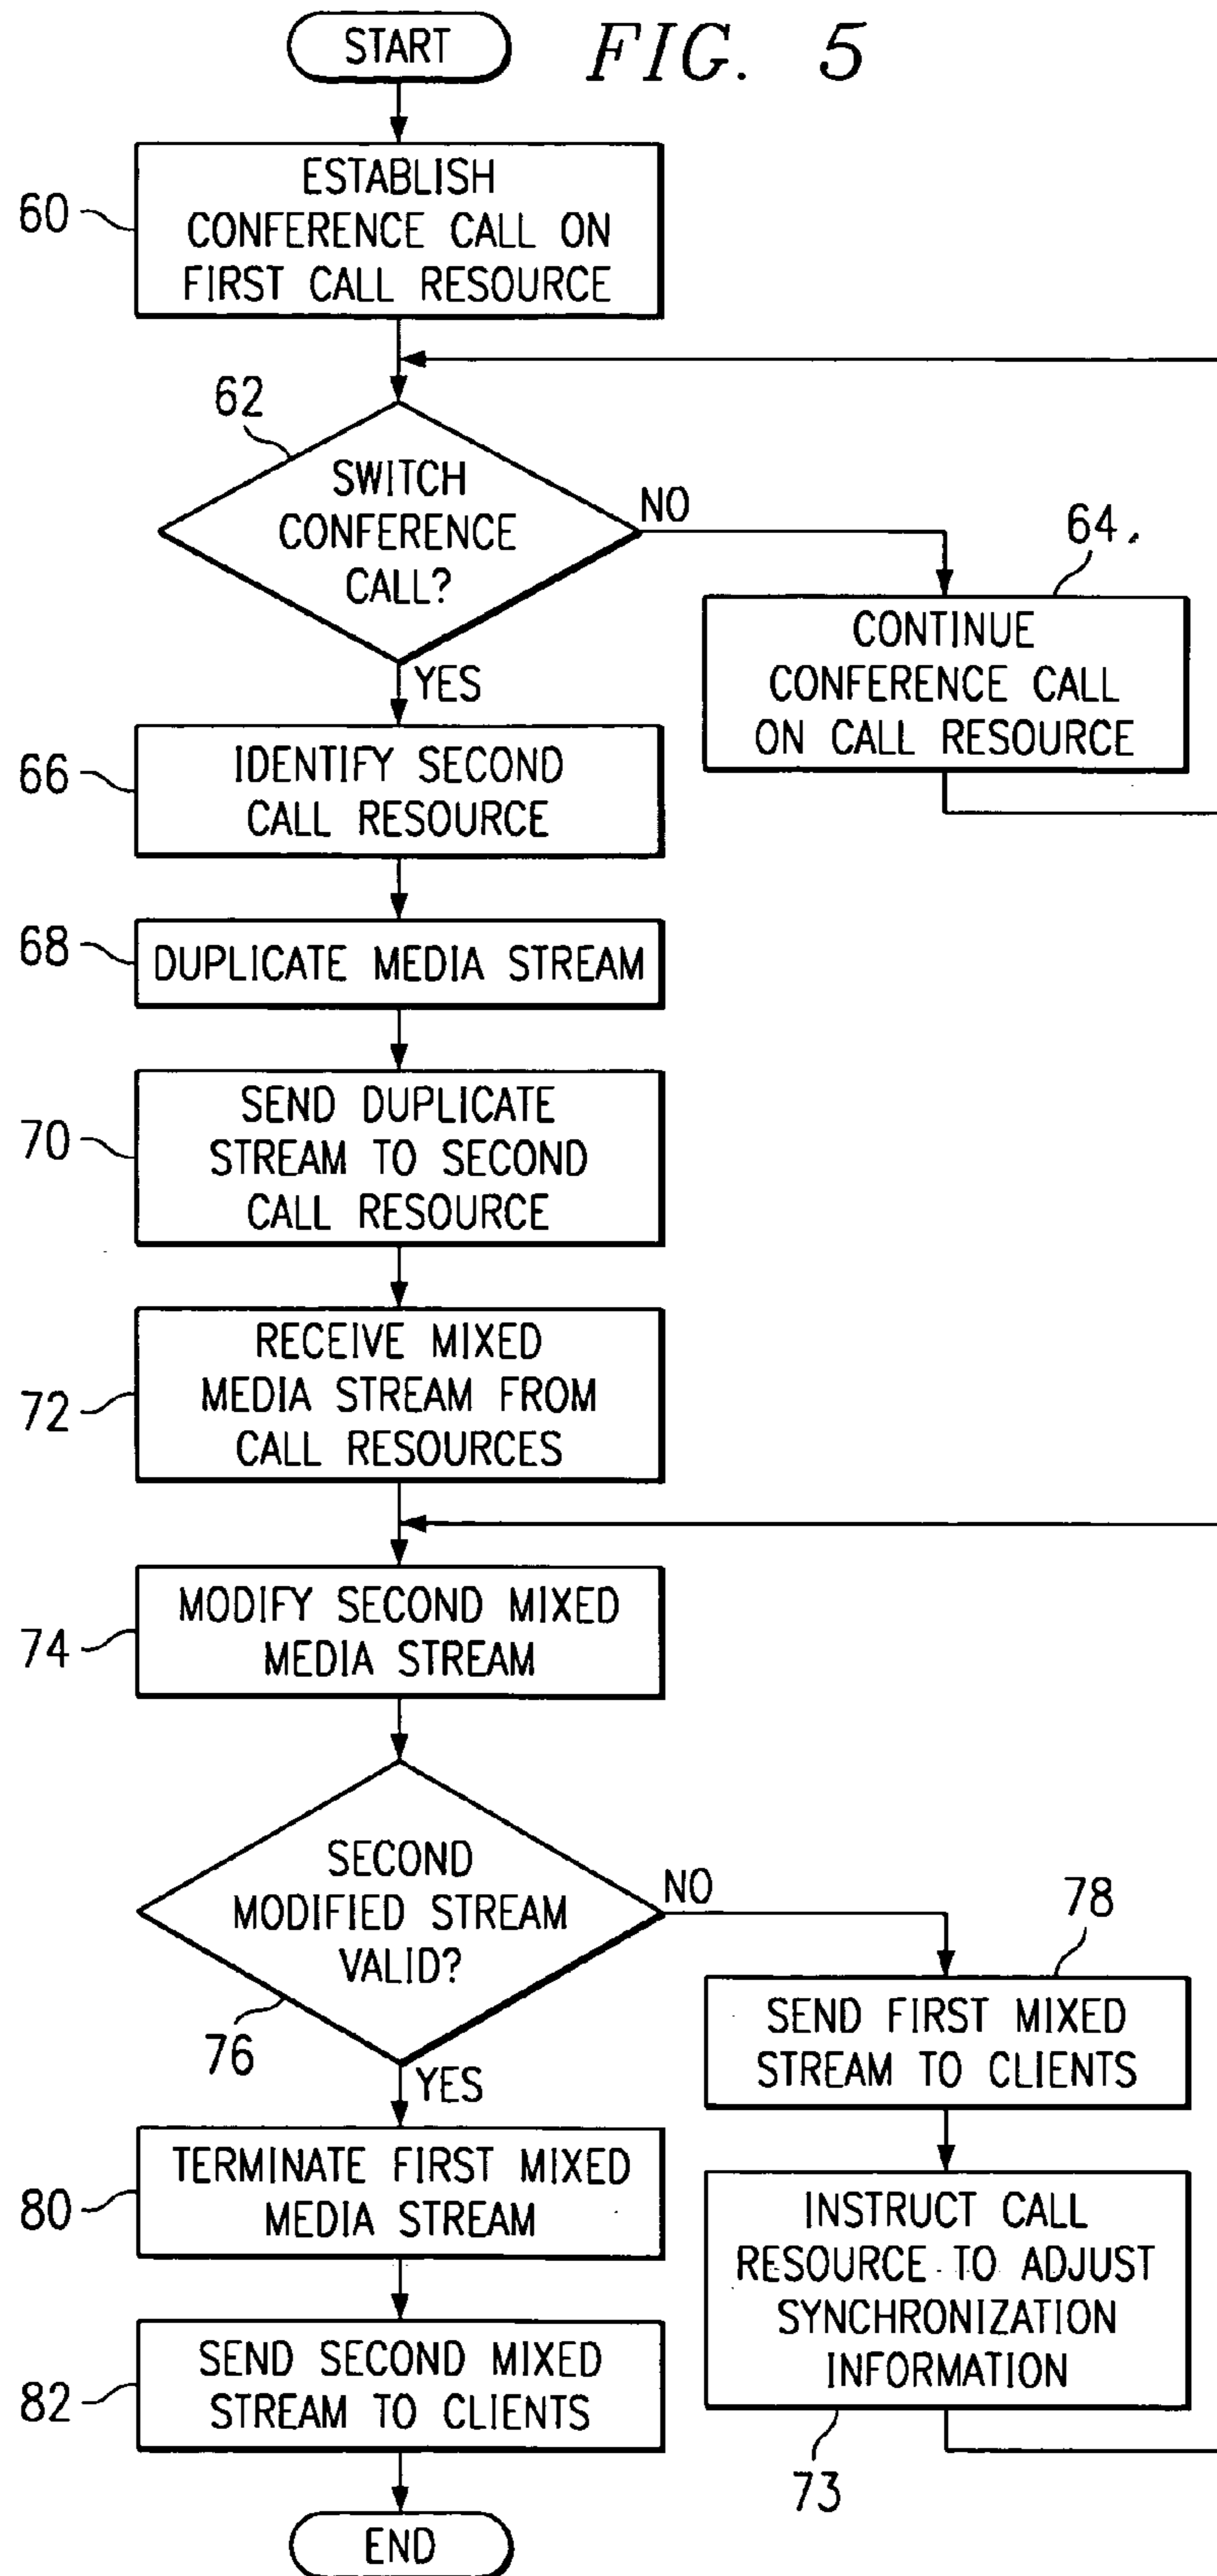 START
FIG. 5
60
ESTABLISH
CONFERENCE CALL ON
FIRST CALL RESOURCE
62
SWITCH
CONFERENCE
CALL?
NO
YES
64
CONTINUE
CONFERENCE CALL
ON CALL RESOURCE
66
IDENTIFY SECOND
CALL RESOURCE
68
DUPLICATE MEDIA STREAM
70
SEND DUPLICATE
STREAM TO SECOND
CALL RESOURCE
72
RECEIVE MIXED
MEDIA STREAM FROM
CALL RESOURCES
74
MODIFY SECOND MIXED
MEDIA STREAM
SECOND
MODIFIED STREAM
VALID?
76
NO
YES
78
SEND FIRST MIXED
STREAM TO CLIENTS
80
TERMINATE FIRST MIXED
MEDIA STREAM
INSTRUCT CALL
RESOURCE TO ADJUST
SYNCHRONIZATION
INFORMATION
73
82
SEND SECOND MIXED
STREAM TO CLIENTS
END